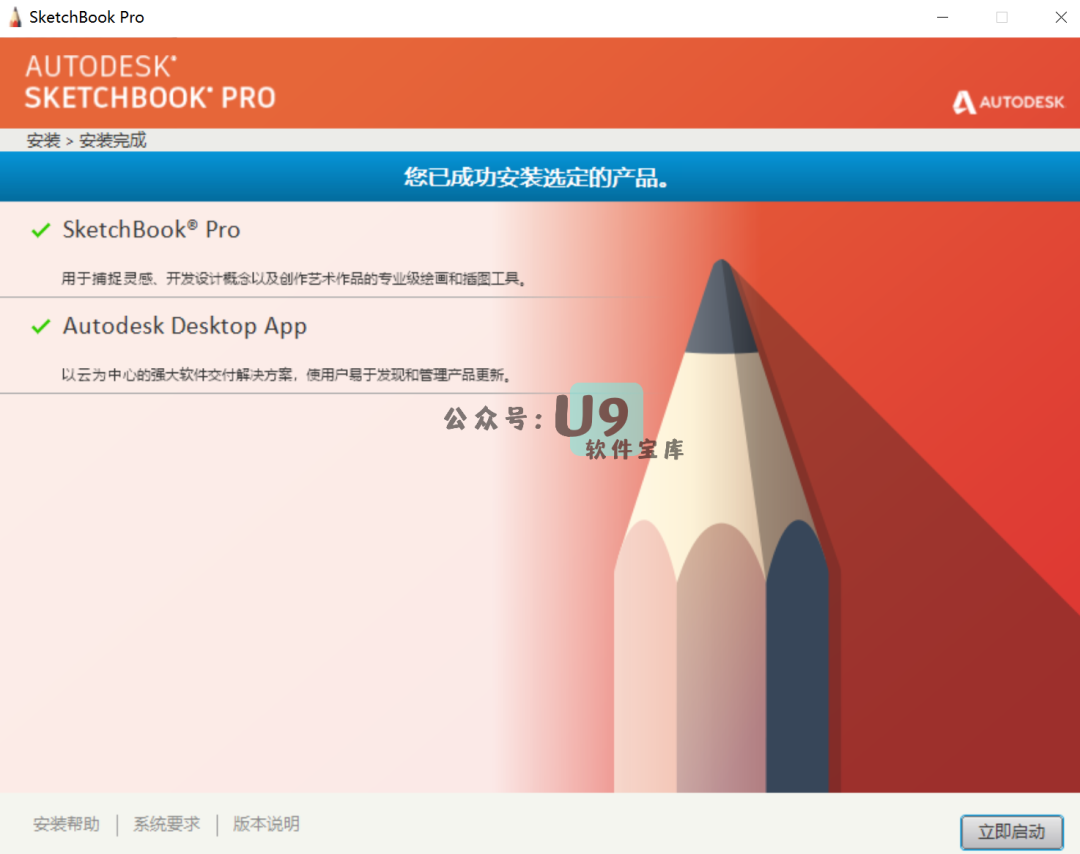 SketchBook Pro
AUTODESK®
SKETCHBOOK® PRO
AUTODESK
安装 > 安装完成
您已成功安装选定的产品。
SketchBook® Pro
用于捕捉灵感、开发设计概念以及创作艺术作品的专业级绘画和插图工具。
Autodesk Desktop App
以云为中心的强大软件交付解决方案，使用户易于发现和管理产品更新。
公众号：U9
软件宝库
安装帮助 | 系统要求 | 版本说明
立即启动